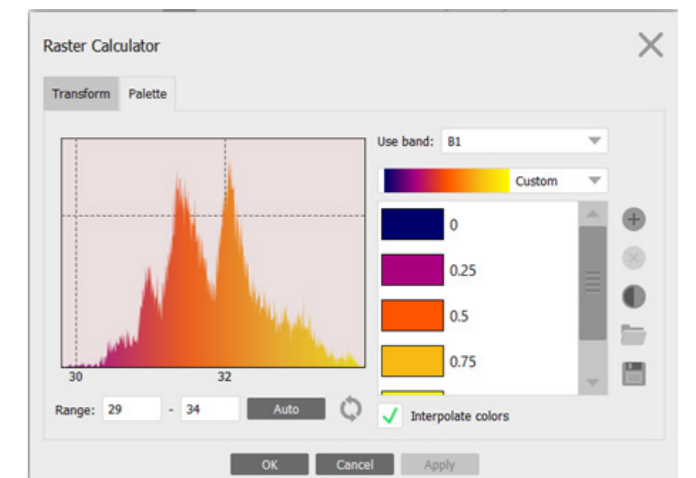 Raster Calculator
Transform Palette
Use band: B1
Custom
0
0.25
0.5
0.75
30 32
Range: 29 - 34 Auto
Interpolate colors
OK Cancel Apply